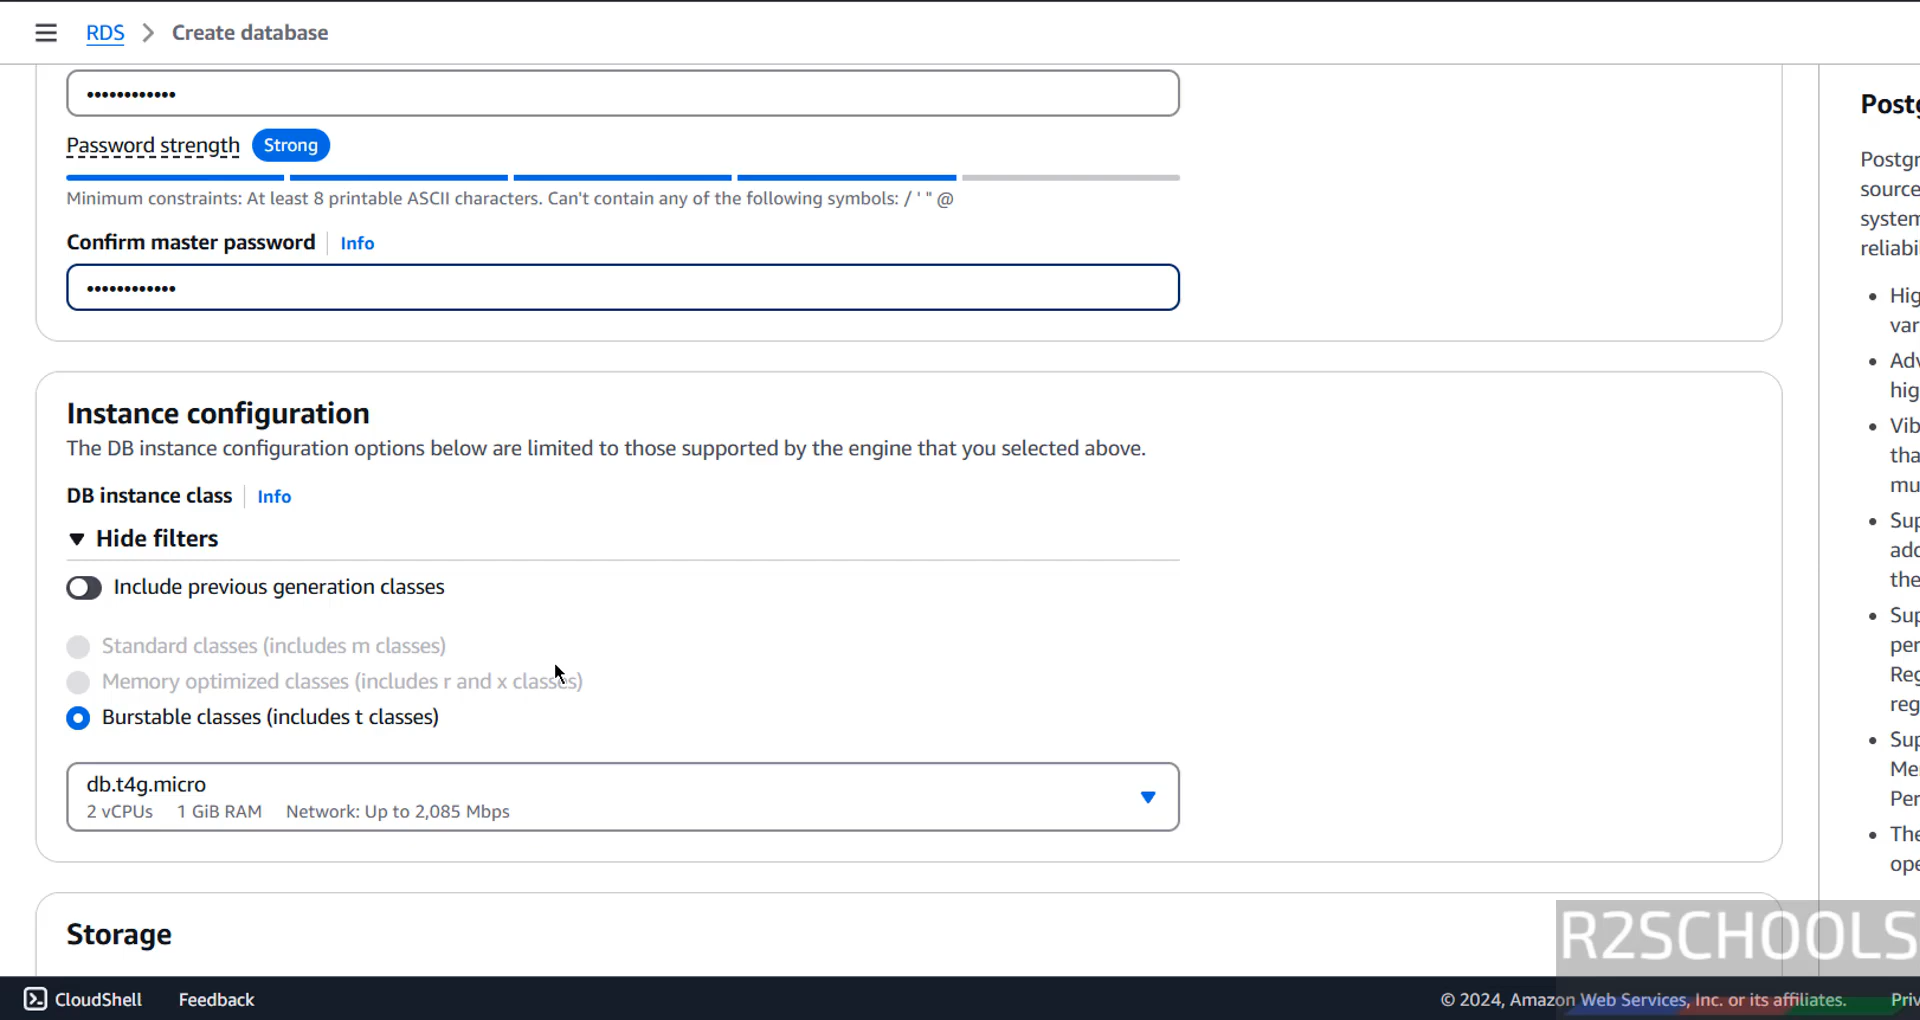 RDS > Create database
••••••••••••
Password strength Strong
Minimum constraints: At least 8 printable ASCII characters. Can't contain any of the following symbols: / ' " @
Confirm master password Info
••••••••••••
Instance configuration
The DB instance configuration options below are limited to those supported by the engine that you selected above.
DB instance class Info
Hide filters
Include previous generation classes
Standard classes (includes m classes)
Memory optimized classes (includes r and x classes)
Burstable classes (includes t classes)
db.t4g.micro
2 vCPUs 1 GiB RAM Network: Up to 2,085 Mbps
Storage
Postg
Postgr
source
system
reliabi
• Hig
var
• Adv
hig
• Vib
tha
mu
• Sup
add
the
• Sup
per
Reg
reg
• Sup
Me
Per
• The
ope
R2SCHOOLS
CloudShell Feedback
© 2024, Amazon Web Services, Inc. or its affiliates. Priv